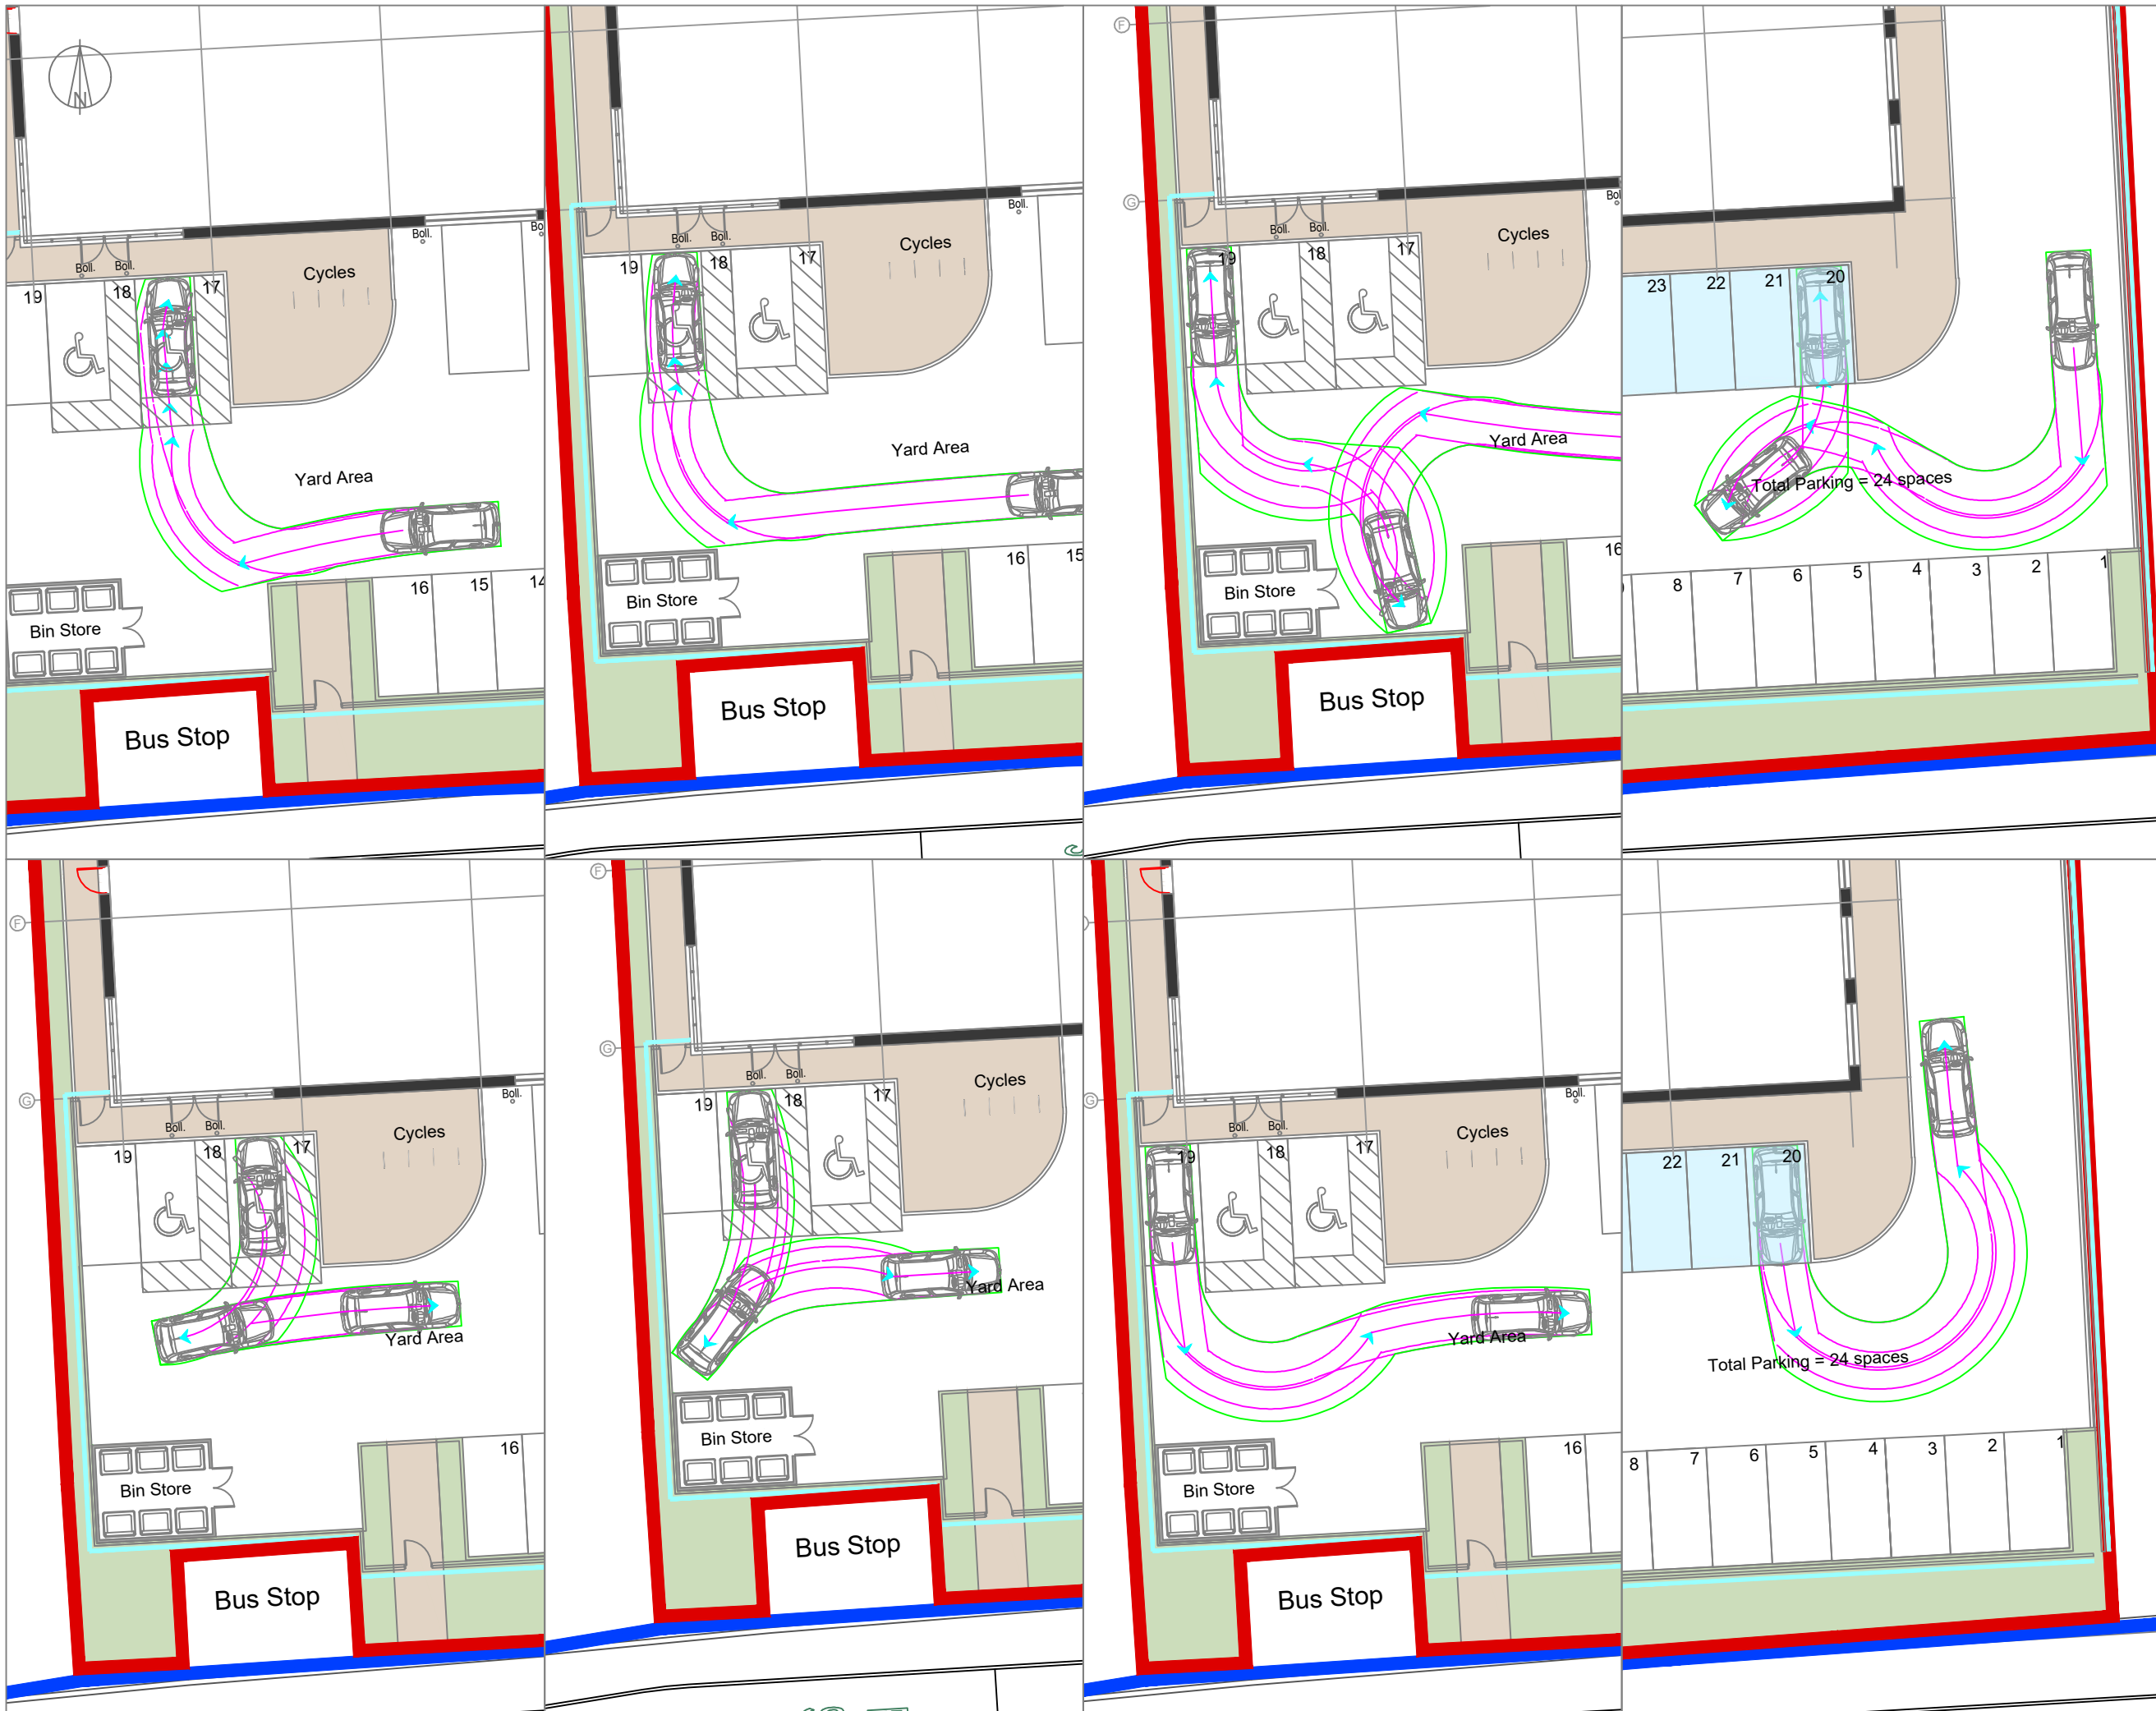 N
Boll.
Boll.
Boll.
Bo
19
18
17
Cycles
Yard Area
16
15
14
Bin Store
Bus Stop
Boll.
Boll.
Boll.
19
18
17
Cycles
Yard Area
16
15
Bin Store
Bus Stop
F
G
Boll.
Boll.
Bol
19
18
17
Cycles
Yard Area
16
Bin Store
Bus Stop
23
22
21
20
Total Parking = 24 spaces
8
7
6
5
4
3
2
1
F
G
Boll.
Boll.
Boll.
19
18
17
Cycles
Yard Area
16
Bin Store
Bus Stop
F
G
Boll.
Boll.
19
18
17
Cycles
Yard Area
Bin Store
Bus Stop
G
Boll.
Boll.
Boll.
19
18
17
Cycles
Yard Area
16
Bin Store
Bus Stop
22
21
20
Total Parking = 24 spaces
8
7
6
5
4
3
2
1